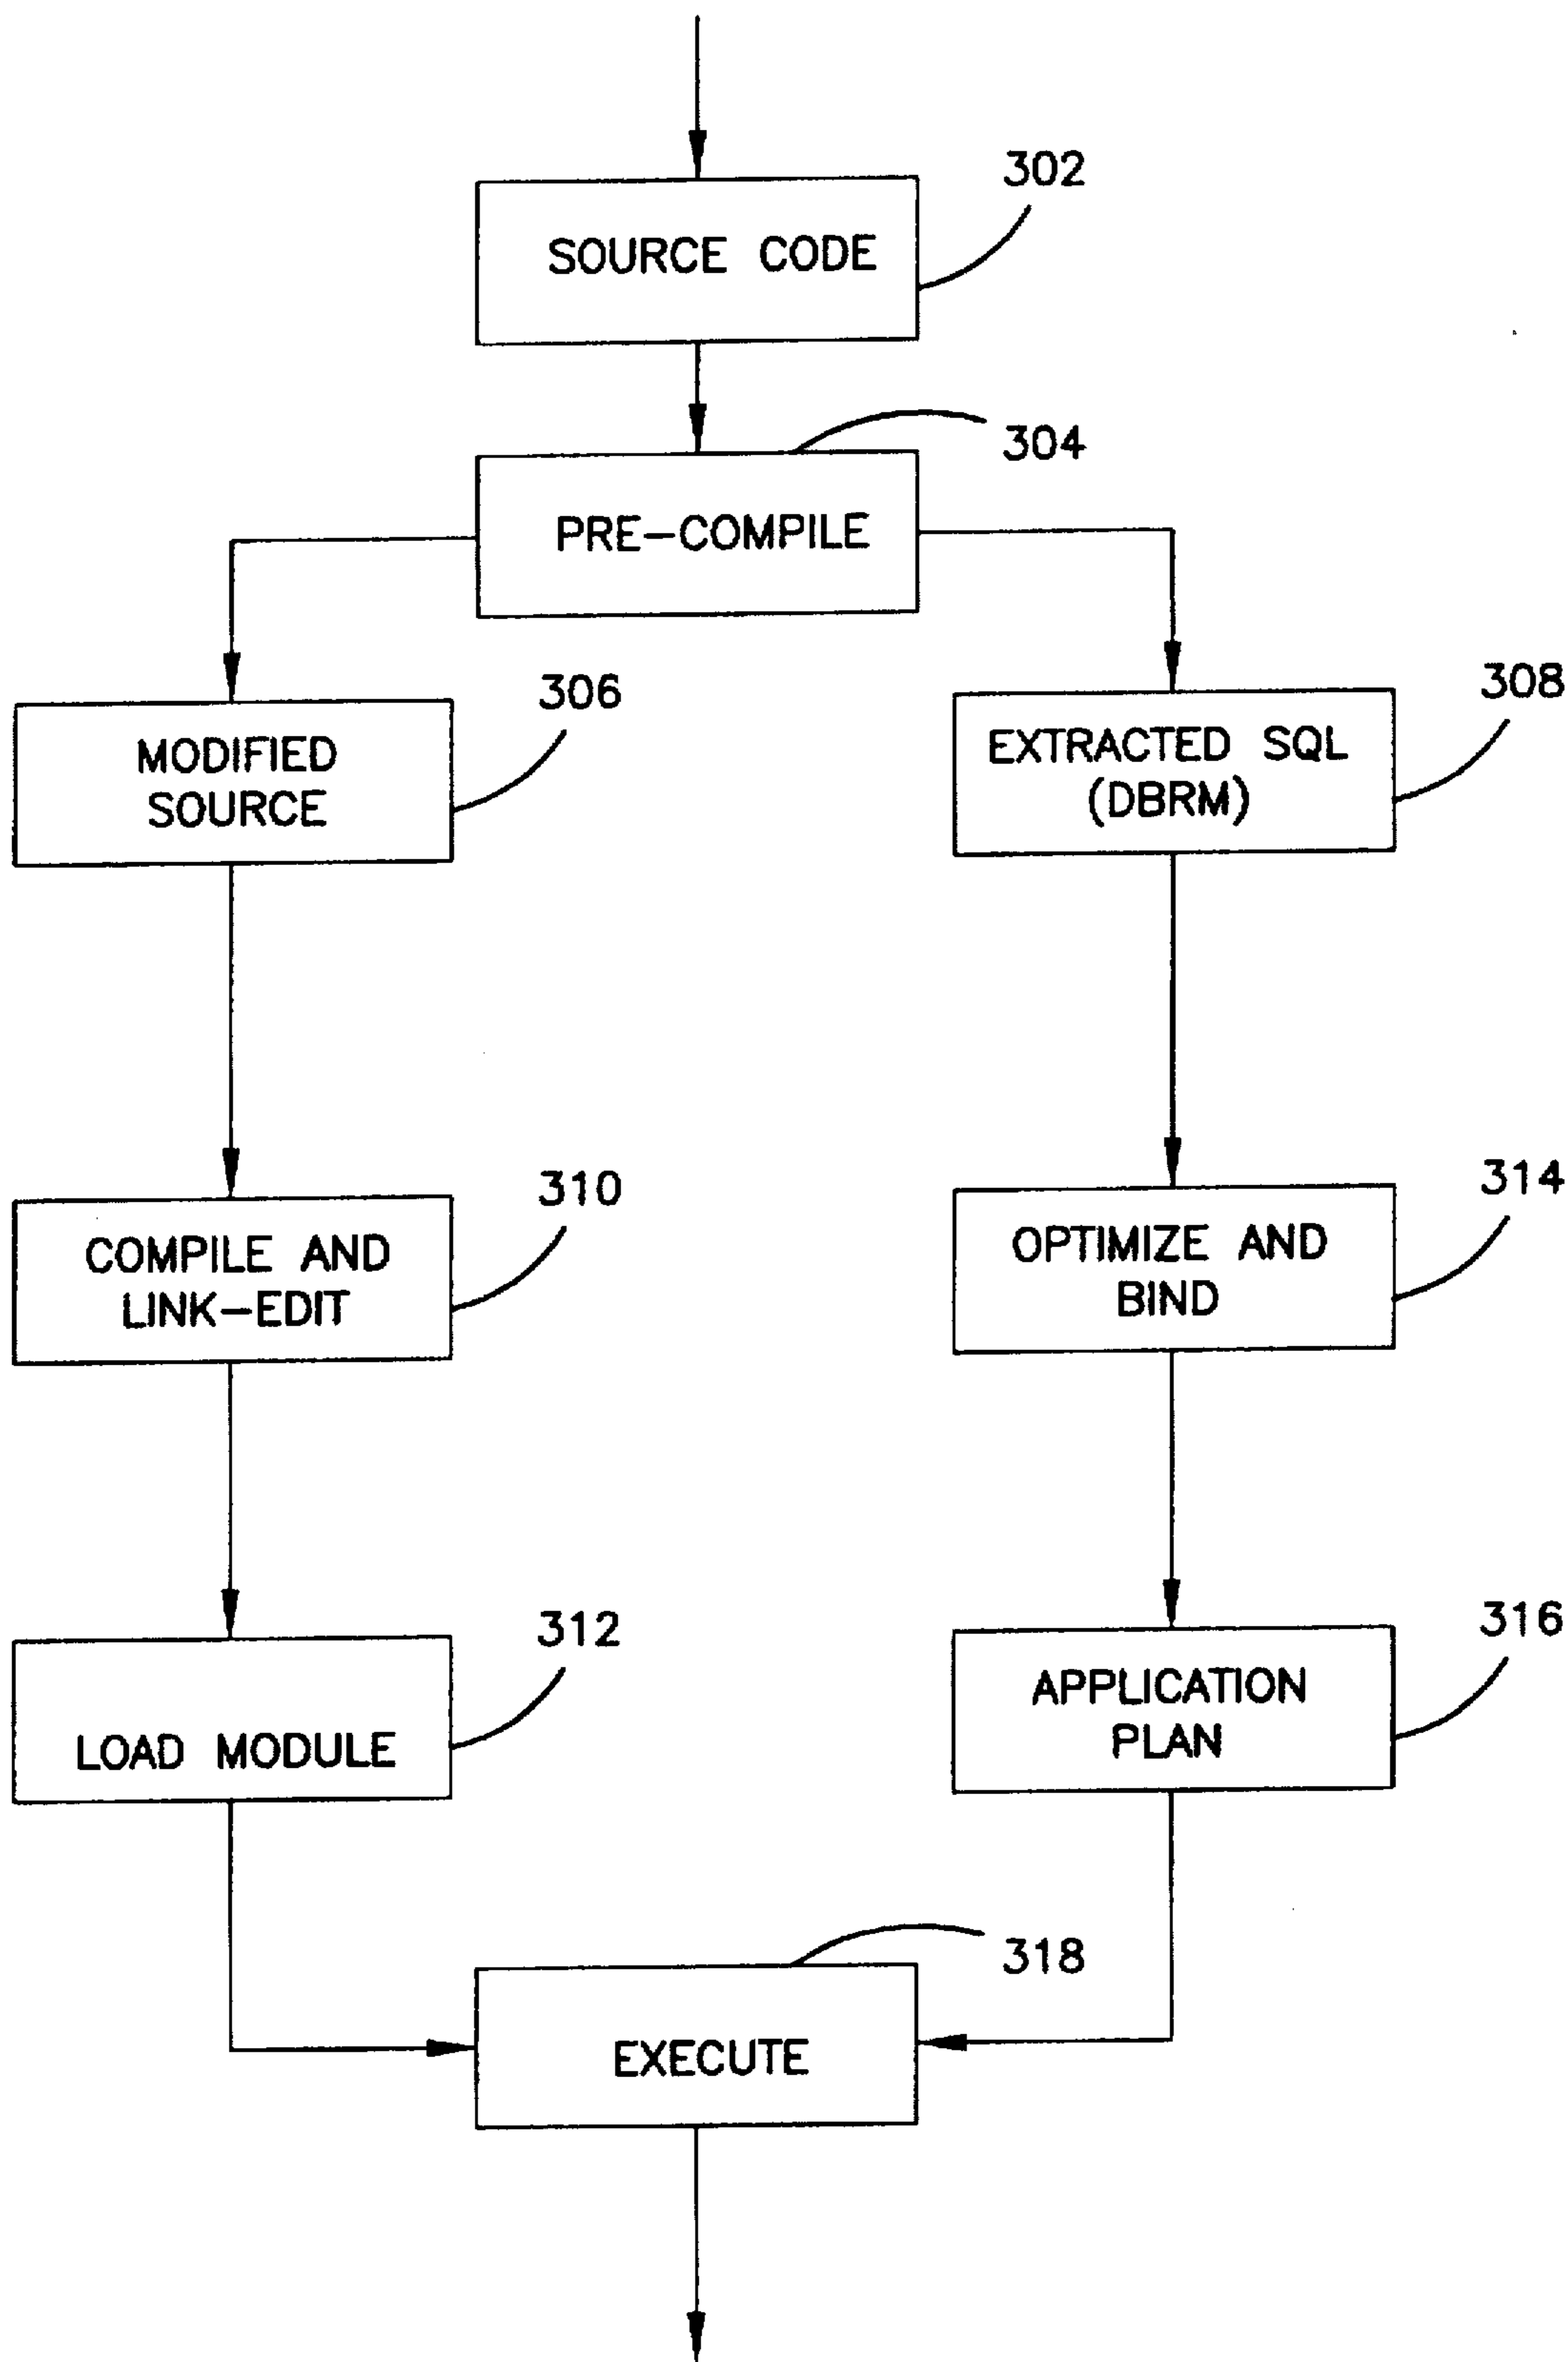 302
SOURCE CODE
304
PRE-COMPILE
306
MODIFIED
SOURCE
308
EXTRACTED SQL
(DBRM)
310
COMPILE AND
LINK-EDIT
314
OPTIMIZE AND
BIND
312
LOAD MODULE
316
APPLICATION
PLAN
318
EXECUTE